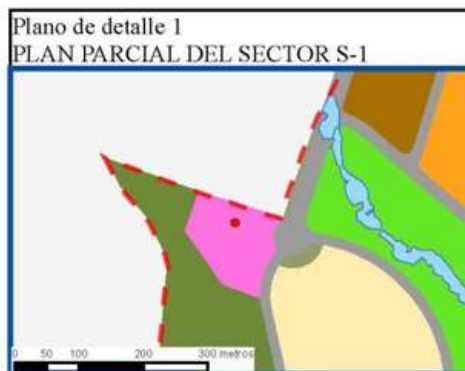 Plano de detalle 1
PLAN PARCIAL DEL SECTOR S-1
0 50 100 200 300 metros